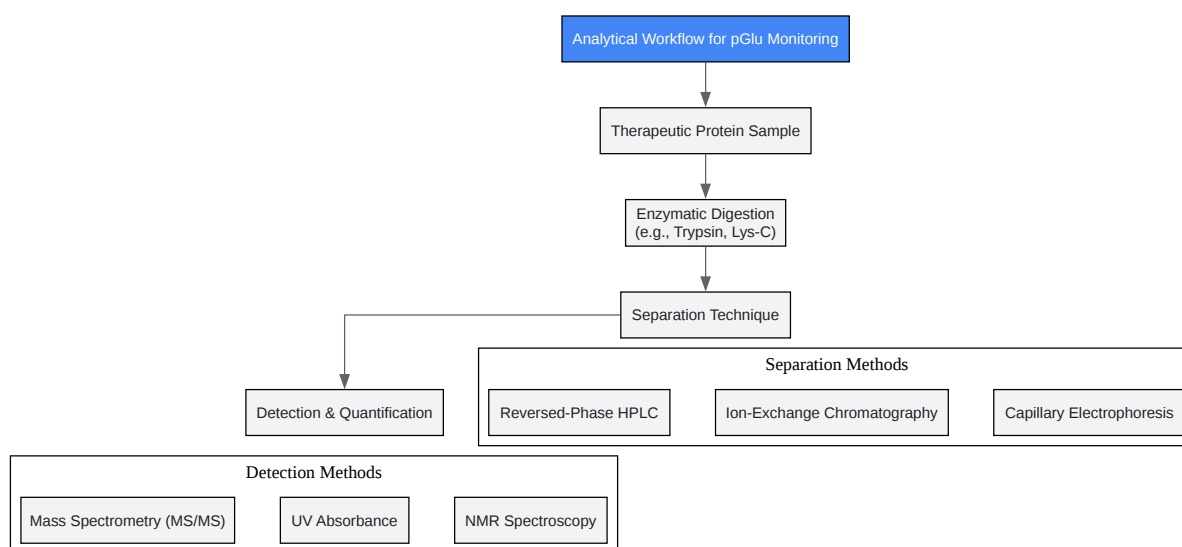 Analytical Workflow for pGlu Monitoring
Therapeutic Protein Sample
Enzymatic Digestion
(e.g., Trypsin, Lys-C)
Separation Technique
Separation Methods
Detection & Quantification
Reversed-Phase HPLC
Ion-Exchange Chromatography
Capillary Electrophoresis
Detection Methods
Mass Spectrometry (MS/MS)
UV Absorbance
NMR Spectroscopy